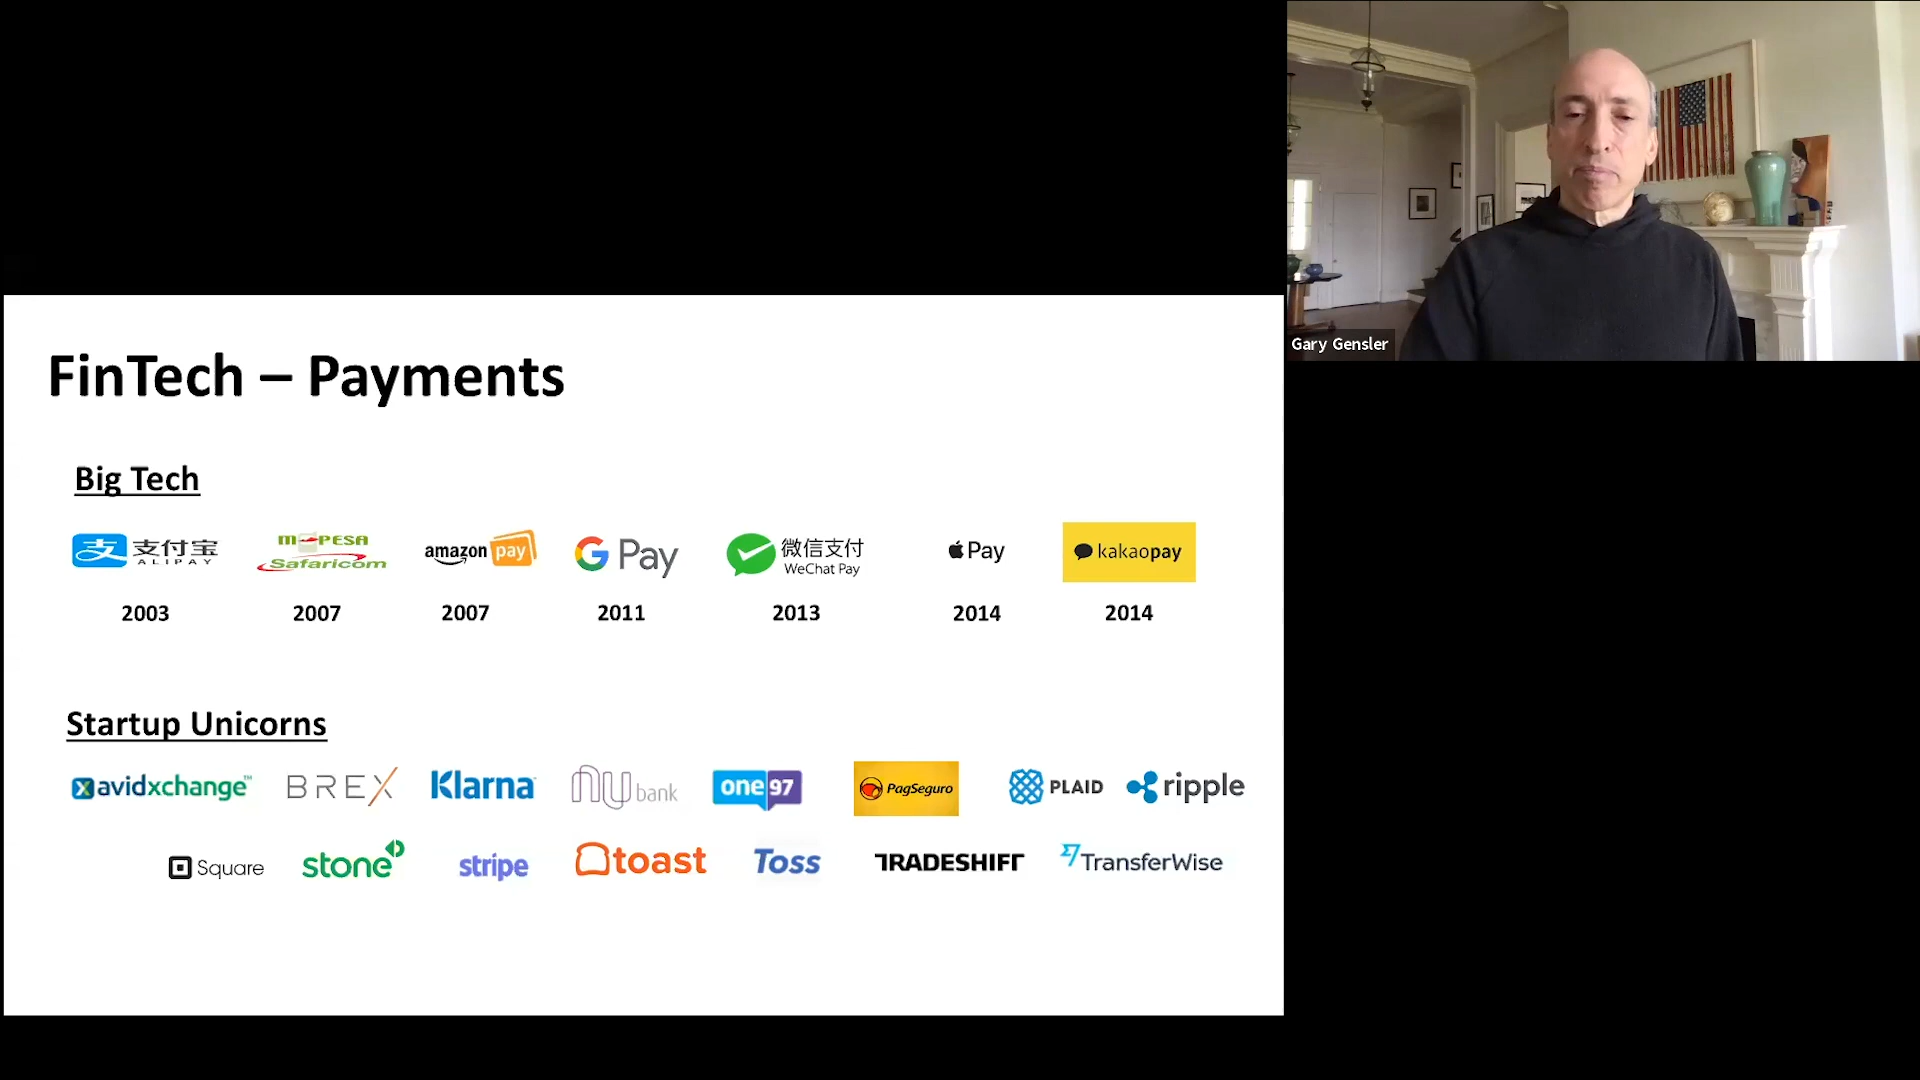 Gary Gensler
FinTech – Payments
Big Tech
支 支付宝 ALIPAY
M-PESA Safaricom
amazon pay
G Pay
微信支付 WeChat Pay
Pay
kakaopay
2003 2007 2007 2011 2013 2014 2014
Startup Unicorns
avidxchange™ BREX Klarna nu bank one97 PagSeguro PLAID ripple
Square stone stripe toast Toss TRADESHIFT TransferWise